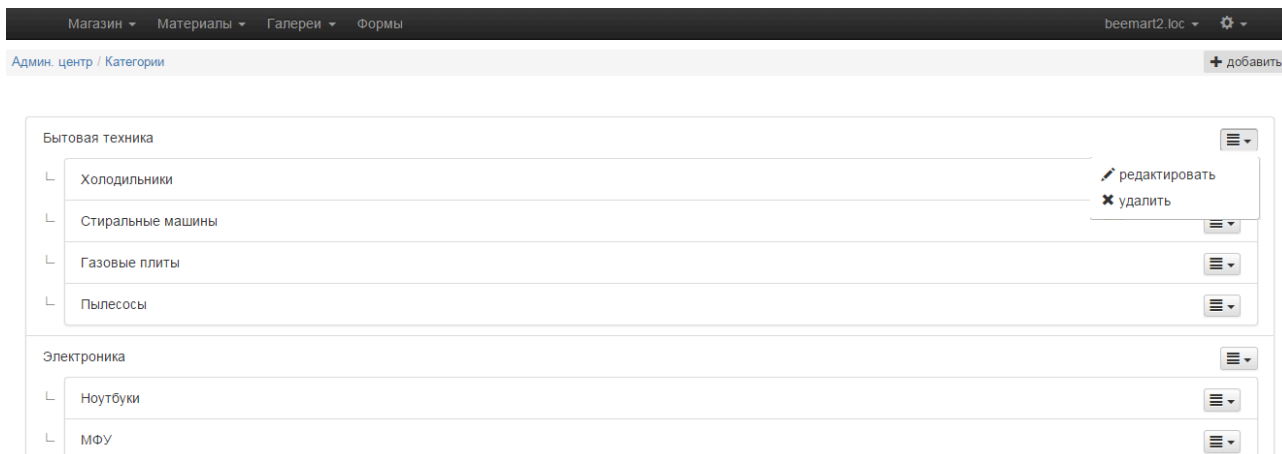 Магазин Материалы Галереи Формы beemart2.loc
Админ. центр / Категории добавить
Бытовая техника
Холодильники
редактировать
удалить
Стиральные машины
Газовые плиты
Пылесосы
Электроника
Ноутбуки
МФУ